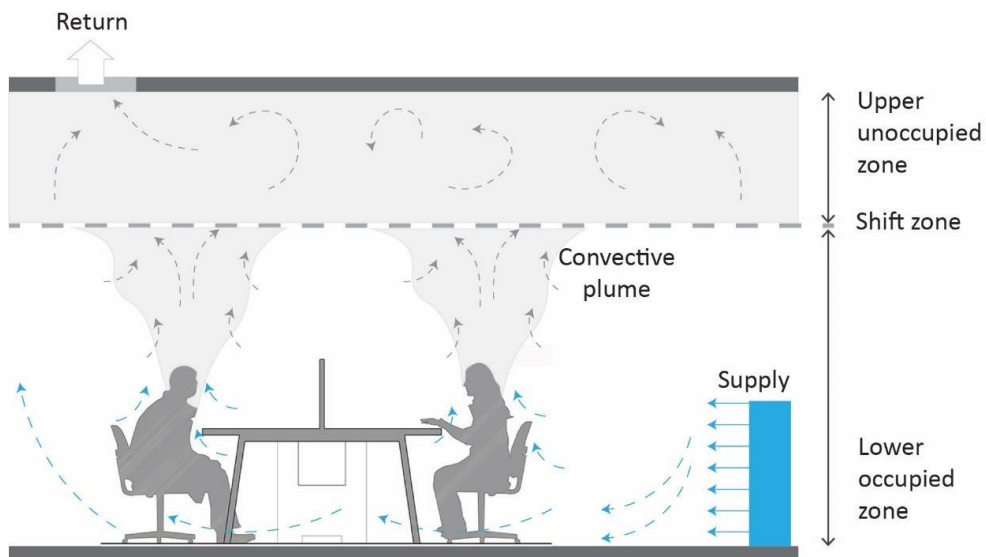 Return
Upper
unoccupied
zone
Shift zone
Convective
plume
Supply
Lower
occupied
zone